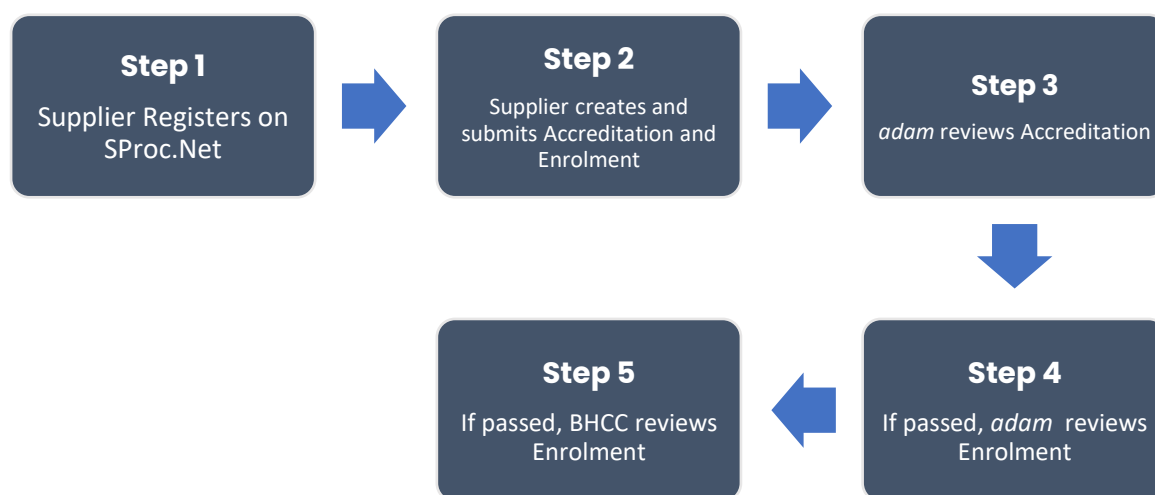 Step 1
Supplier Registers on
SProc.Net
Step 2
Supplier creates and
submits Accreditation and
Enrolment
Step 3
adam reviews Accreditation
Step 4
If passed, adam reviews
Enrolment
Step 5
If passed, BHCC reviews
Enrolment